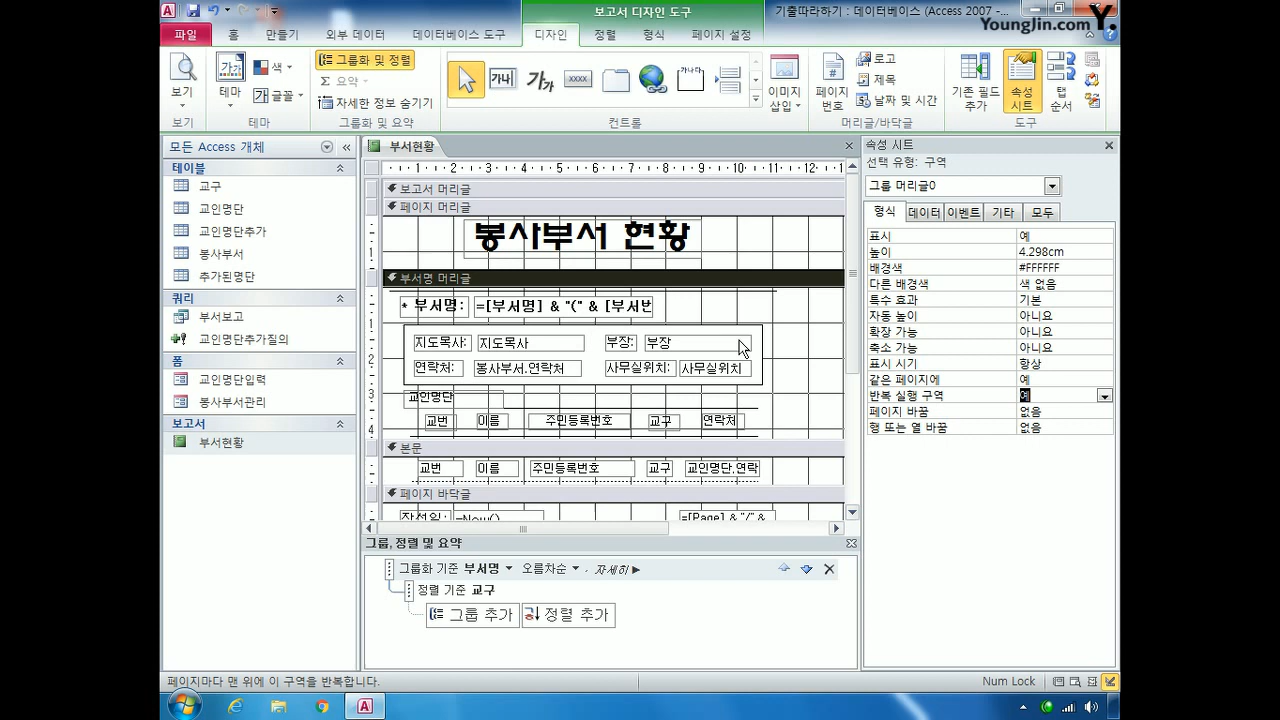 보고서 디자인 도구
기출따라하기 : 데이터베이스 (Access 2007 -
YoungJin.com Y.
파일 홈 만들기 외부 데이터 데이터베이스 도구 디자인 정렬 형식 페이지 설정
보기
보기
가가
테마
색
가 글꼴
테마
그룹화 및 정렬
Σ 요약
자세한 정보 숨기기
그룹화 및 요약
가나 가가 xxxx
컨트롤
이미지 삽입
페이지 번호
로고
제목
날짜 및 시간
머리글/바닥글
기존 필드 추가
속성 시트
탭 순서
도구
모든 Access 개체
테이블
교구
교인명단
교인명단추가
봉사부서
추가된명단
쿼리
부서보고
교인명단추가질의
폼
교인명단입력
봉사부서관리
보고서
부서현황
부서현황
1 2 3 4 5 6 7 8 9 10 11 12 1
보고서 머리글
페이지 머리글
봉사부서 현황
부서명 머리글
* 부서명: =[부서명] & "(" & [부서번
지도목사: 지도목사 부장: 부장
연락처: 봉사부서.연락처 사무실위치: 사무실위치
교인명단
교번 이름 주민등록번호 교구 연락처
본문
교번 이름 주민등록번호 교구 교인명단.연락
페이지 바닥글
작성일: =Now() =[Page] & "/" &
그룹, 정렬 및 요약
그룹화 기준 부서명 오름차순 , 자세히
정렬 기준 교구
그룹 추가 정렬 추가
속성 시트
선택 유형: 구역
그룹 머리글0
형식 데이터 이벤트 기타 모두
표시 예
높이 4.298cm
배경색 #FFFFFF
다른 배경색 색 없음
특수 효과 기본
자동 높이 아니요
확장 가능 아니요
축소 가능 아니요
표시 시기 항상
같은 페이지에 예
반복 실행 구역 예
페이지 바꿈 없음
행 또는 열 바꿈 없음
페이지마다 맨 위에 이 구역을 반복합니다.
Num Lock